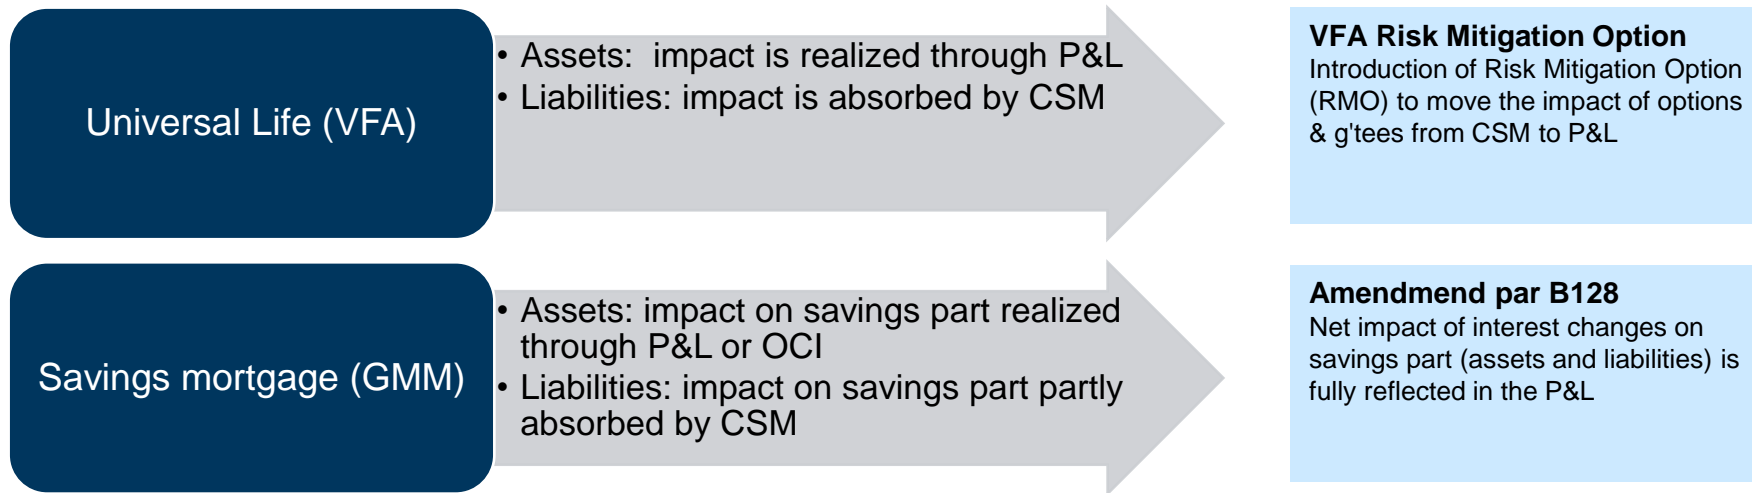 Universal Life (VFA)
• Assets:  impact is realized through P&L
• Liabilities: impact is absorbed by CSM
VFA Risk Mitigation Option
Introduction of Risk Mitigation Option
(RMO) to move the impact of options
& g'tees from CSM to P&L
Savings mortgage (GMM)
• Assets: impact on savings part realized
through P&L or OCI
• Liabilities: impact on savings part partly
absorbed by CSM
Amendmend par B128
Net impact of interest changes on
savings part (assets and liabilities) is
fully reflected in the P&L